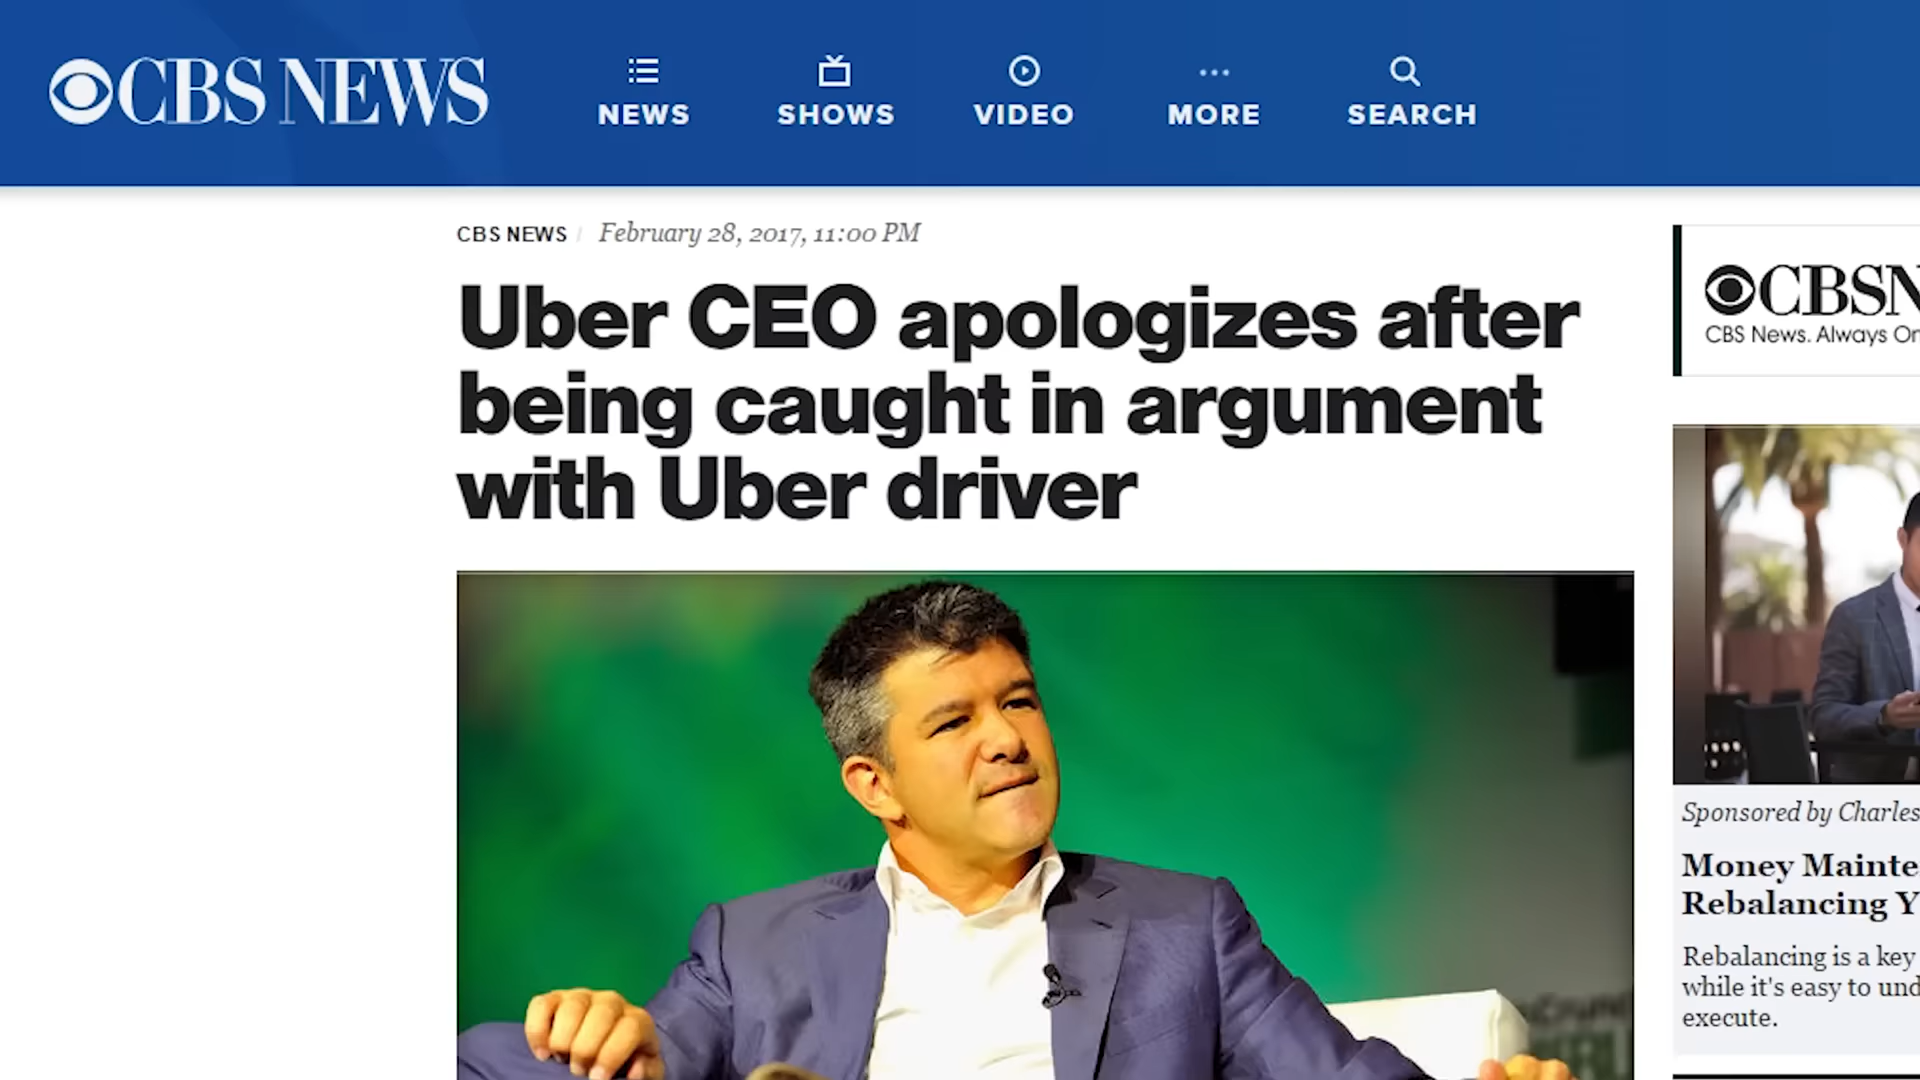 CBS NEWS
NEWS
SHOWS
VIDEO
MORE
SEARCH
CBS NEWS / February 28, 2017, 11:00 PM
Uber CEO apologizes after
being caught in argument
with Uber driver
CBSN
CBS News. Always On
Sponsored by Charles
Money Mainte
Rebalancing Y
Rebalancing is a key
while it's easy to und
execute.